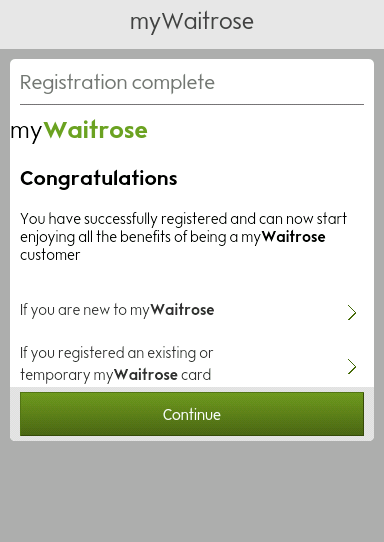 myWaitrose
Registration complete
myWaitrose
Congratulations
You have successfully registered and can now start
enjoying all the benefits of being a myWaitrose
customer
If you are new to myWaitrose
If you registered an existing or
temporary myWaitrose card
Continue